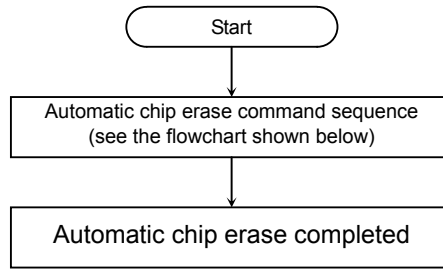 Start
Automatic chip erase command sequence
(see the flowchart shown below)
Automatic chip erase completed